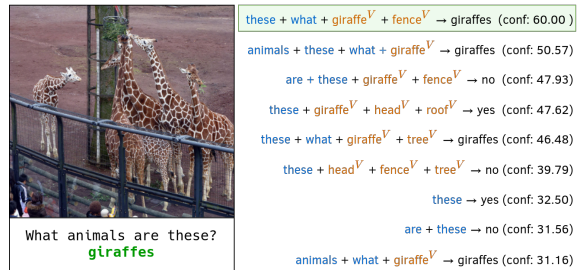 What animals are these?
giraffes
these + what + giraffe^V + fence^V → giraffes (conf: 60.00 )
animals + these + what + giraffe^V → giraffes (conf: 50.57)
are + these + giraffe^V + fence^V → no (conf: 47.93)
these + giraffe^V + head^V + roof^V → yes (conf: 47.62)
these + what + giraffe^V + tree^V → giraffes (conf: 46.48)
these + head^V + fence^V + tree^V → no (conf: 39.79)
these → yes (conf: 32.50)
are + these → no (conf: 31.56)
animals + what + giraffe^V → giraffes (conf: 31.16)